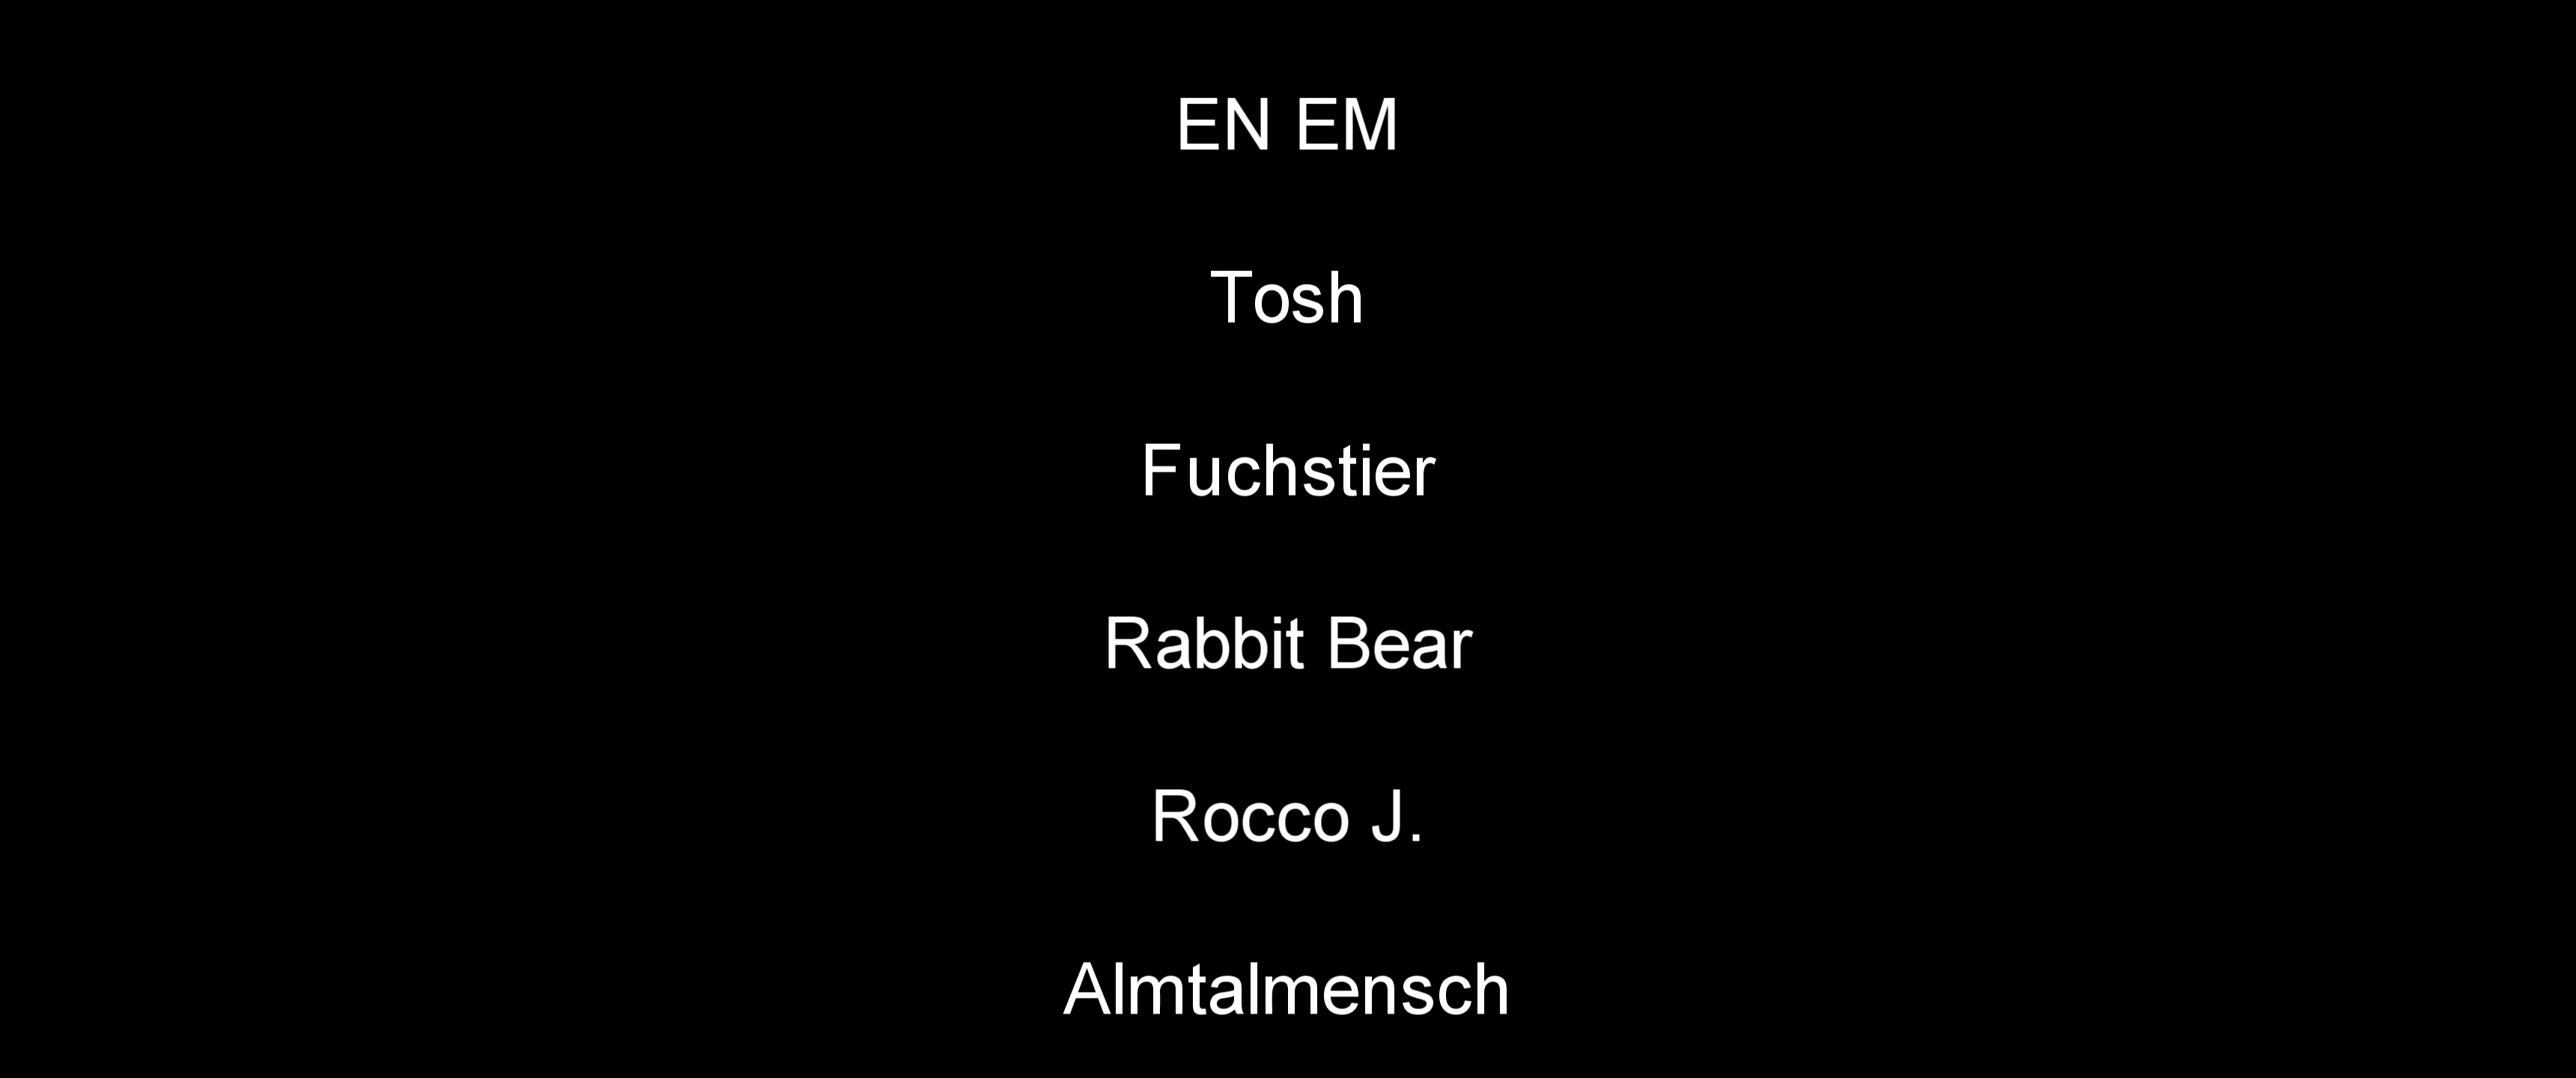 EN EM
Tosh
Fuchstier
Rabbit Bear
Rocco J.
Almtalmensch